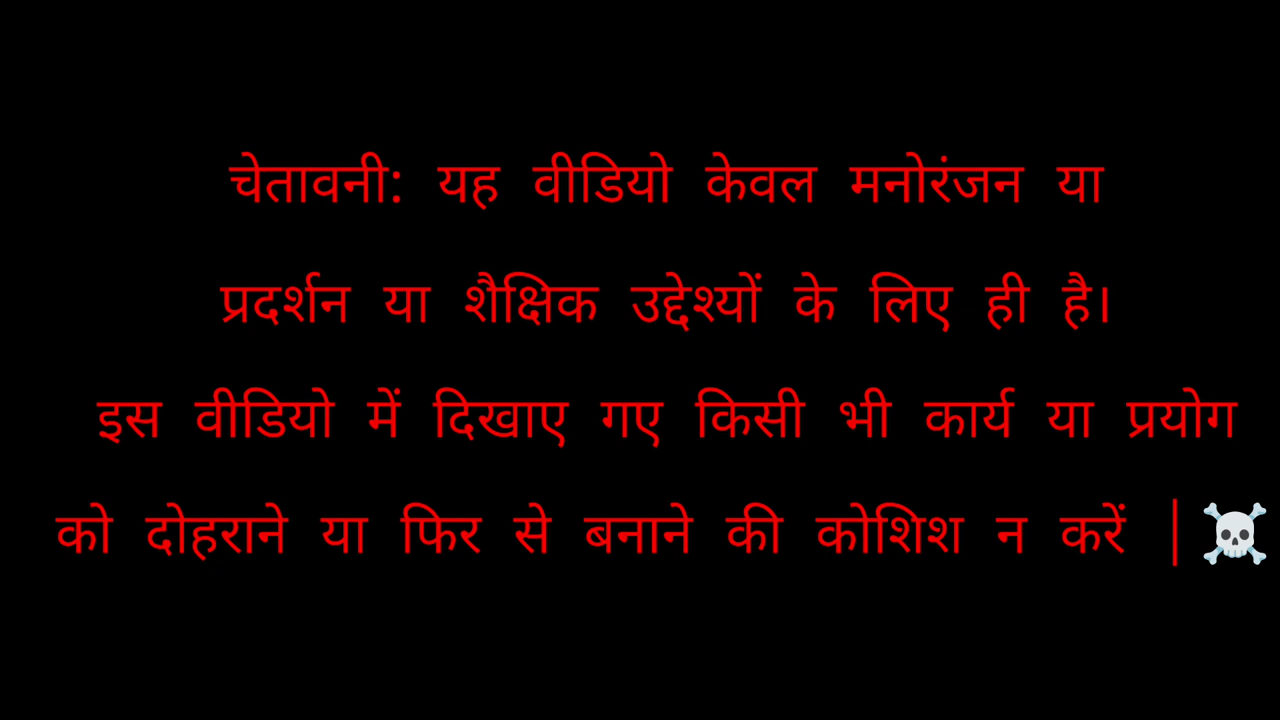 चेतावनी: यह वीडियो केवल मनोरंजन या
प्रदर्शन या शैक्षिक उद्देश्यों के लिए ही है।
इस वीडियो में दिखाए गए किसी भी कार्य या प्रयोग
को दोहराने या फिर से बनाने की कोशिश न करें |☠️